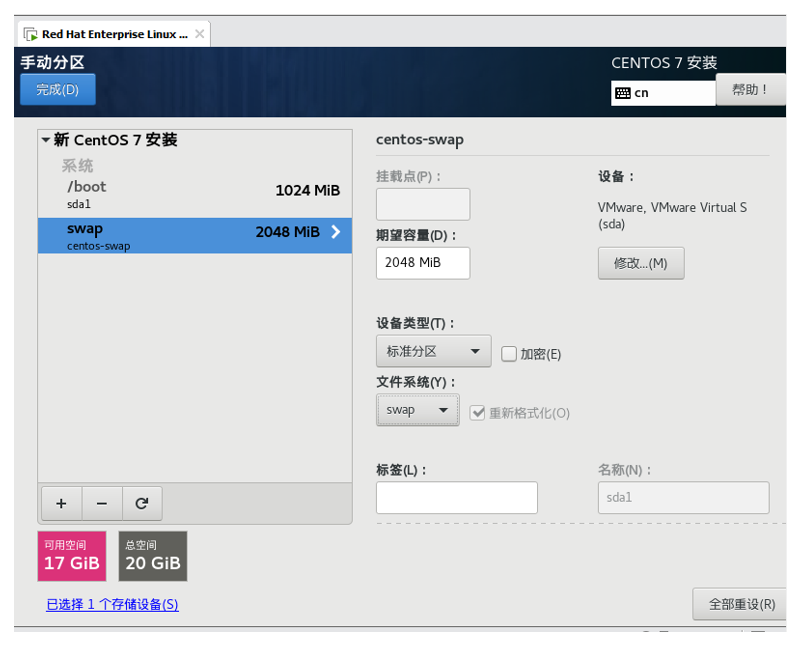 Red Hat Enterprise Linux ...
手动分区
CENTOS 7 安装
完成(D)
cn
帮助！
新 CentOS 7 安装
系统
/boot
1024 MiB
sda1
swap
2048 MiB
centos-swap
centos-swap
挂载点(P)：
设备：
VMware, VMware Virtual S
(sda)
期望容量(D)：
2048 MiB
修改...(M)
设备类型(T)：
标准分区
加密(E)
文件系统(Y)：
swap
重新格式化(O)
标签(L)：
名称(N)：
sda1
+
−
可用空间
17 GiB
总空间
20 GiB
已选择 1 个存储设备(S)
全部重设(R)